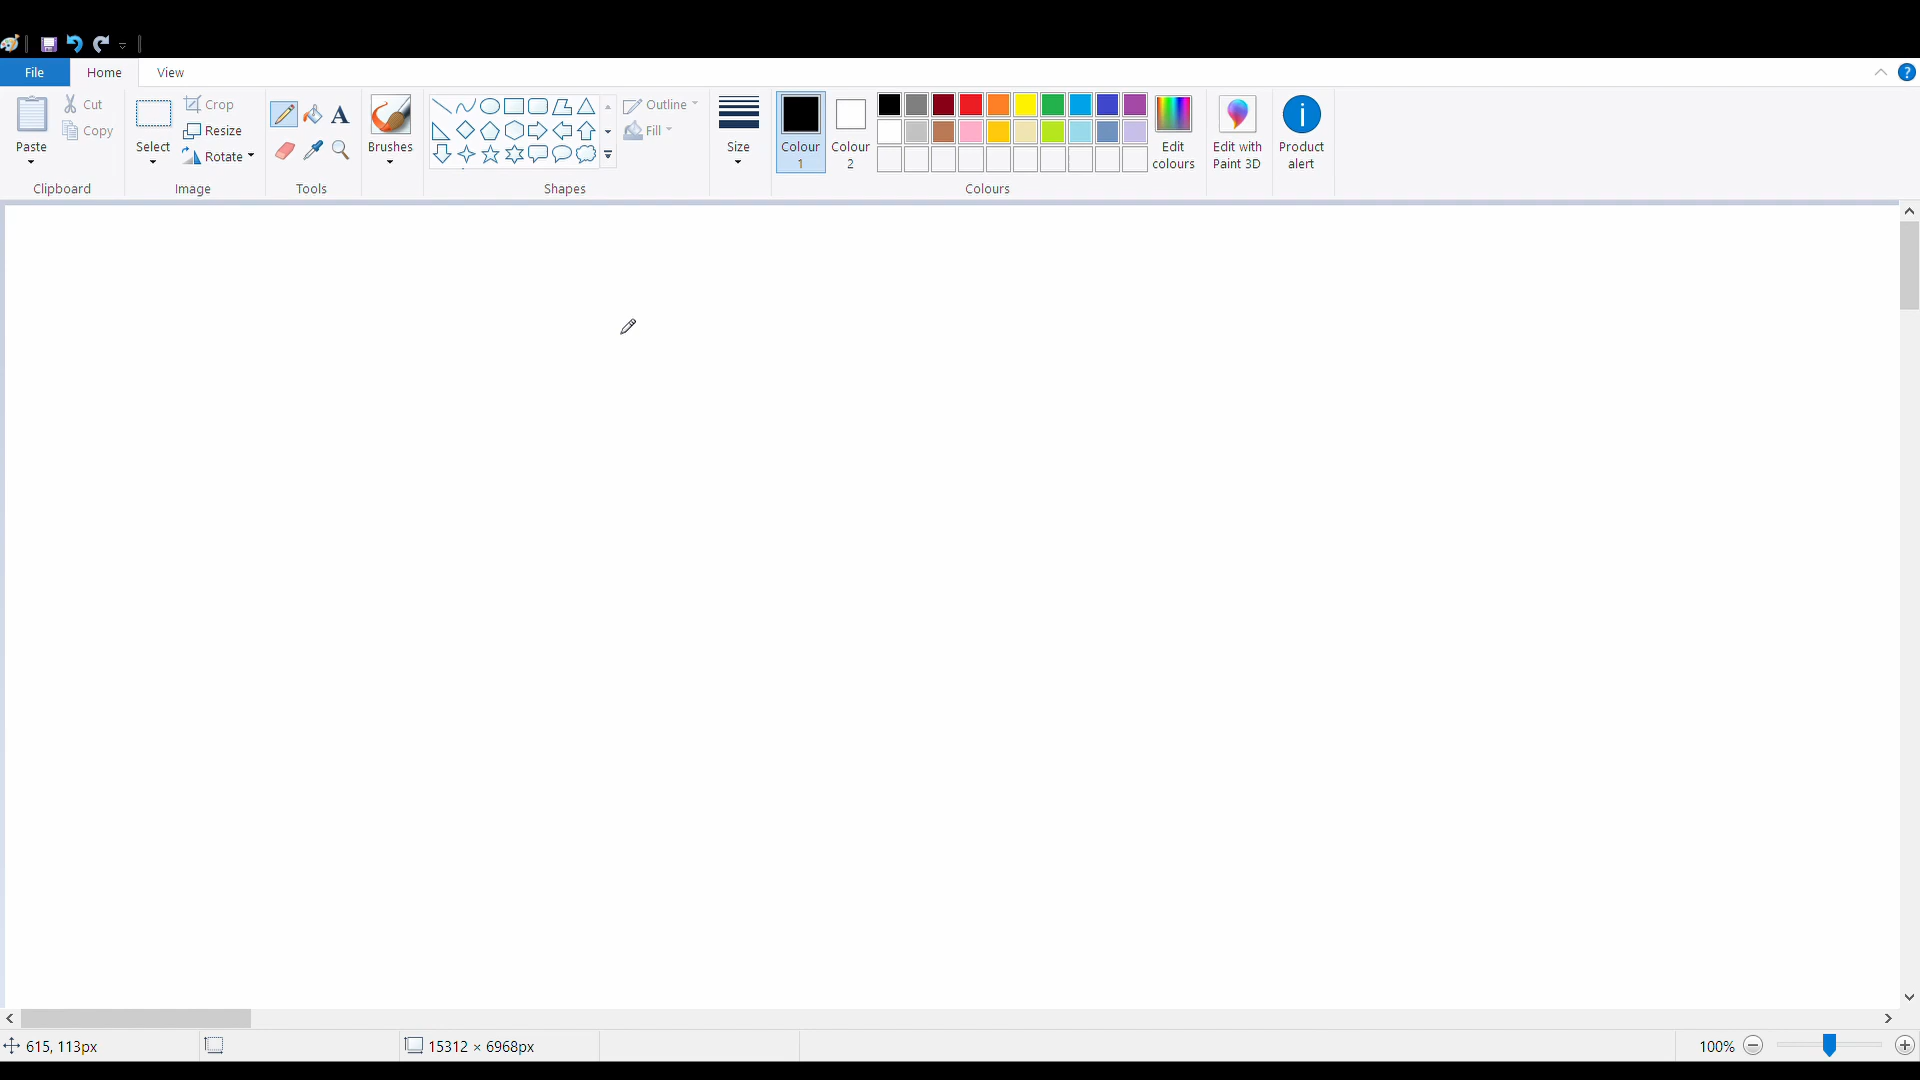 File Home View
Paste Cut Copy Clipboard
Select Crop Resize Rotate Image
A Tools
Brushes
Outline Fill Shapes
Size
Colour 1 Colour 2 Edit colours Colours
Edit with Paint 3D
Product alert
615, 113px 15312 × 6968px 100%